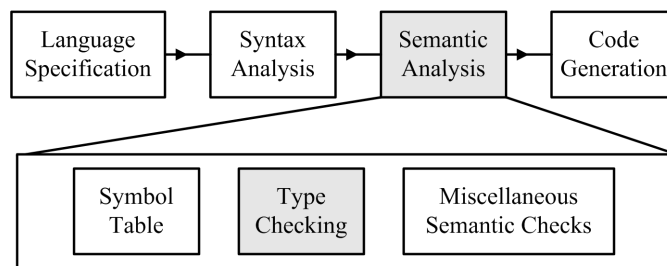 Language
Specification
Syntax
Analysis
Semantic
Analysis
Code
Generation
Symbol
Table
Type
Checking
Miscellaneous
Semantic Checks